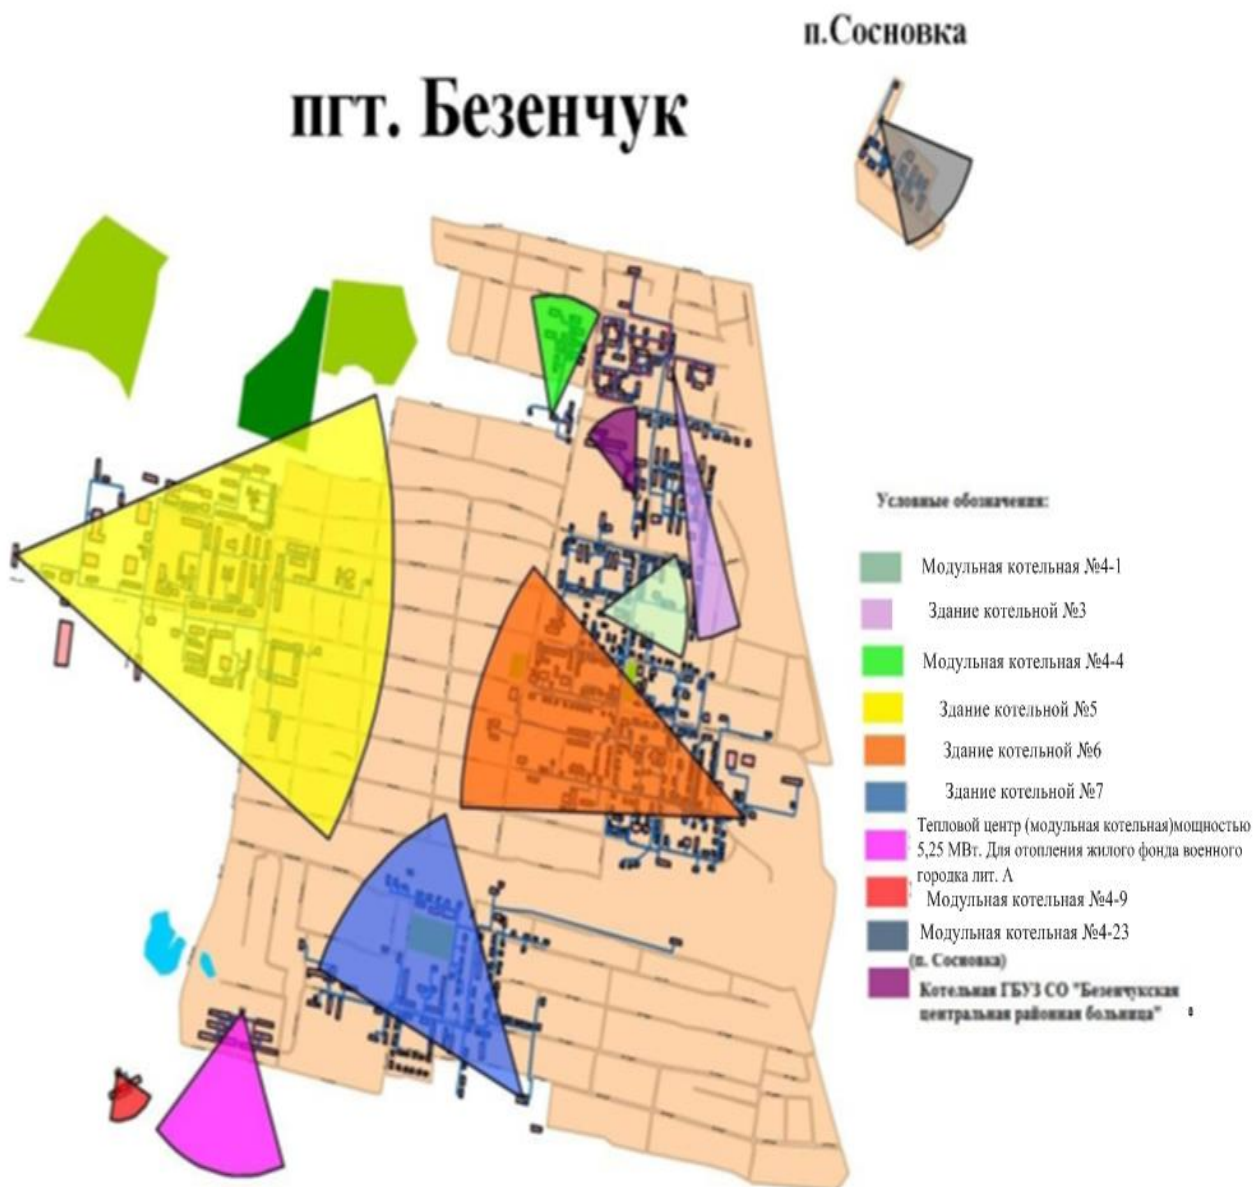 п.Сосновка
пгт. Безенчук
Условные обозначения:
Модульная котельная №4-1
Здание котельной №3
Модульная котельная №4-4
Здание котельной №5
Здание котельной №6
Здание котельной №7
Тепловой центр (модульная котельная)мощностью
5,25 МВт. Для отопления жилого фонда военного
городка лит. А
Модульная котельная №4-9
Модульная котельная №4-23
(п. Сосновка)
Котельная ГБУЗ СО "Безенчукская
центральная районная больница"